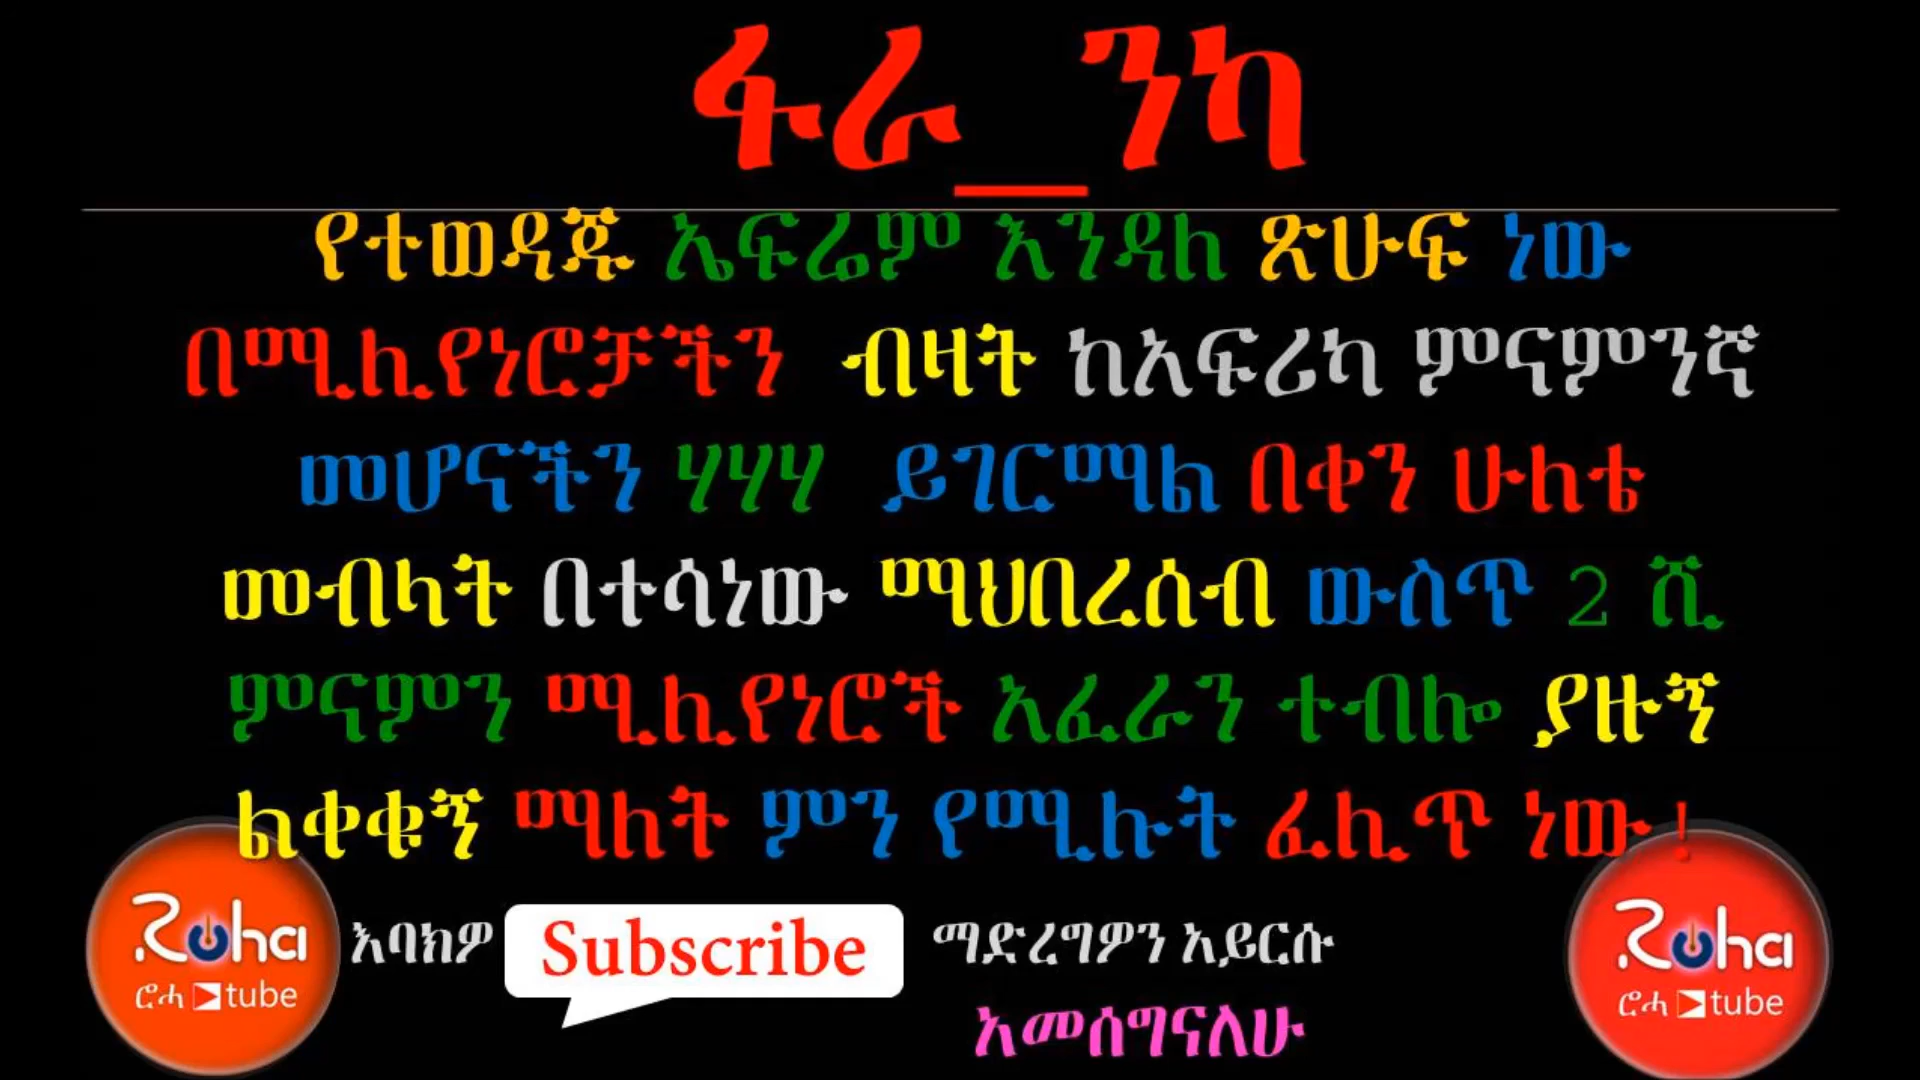 ፋራ_ንካ
የተወዳጁ ኤፍሬም እንዳለ ጽሁፍ ነው
በሚሊየነሮቻችን ብዛት ከአፍሪካ ምናምንኛ
መሆናችን ሃሃሃ ይገርማል በቀን ሁለቴ
መብላት በተሳነው ማህበረሰብ ውስጥ 2 ሺ
ምናምን ሚሊየነሮች አፈራን ተብሎ ያዙኝ
ልቀቁኝ ማለት ምን የሚሉት ፈሊጥ ነው !
እባክዎ Subscribe ማድረግዎን አይርሱ
አመሰግናለሁ
Roha
ሮሓ tube
Roha
ሮሓ tube